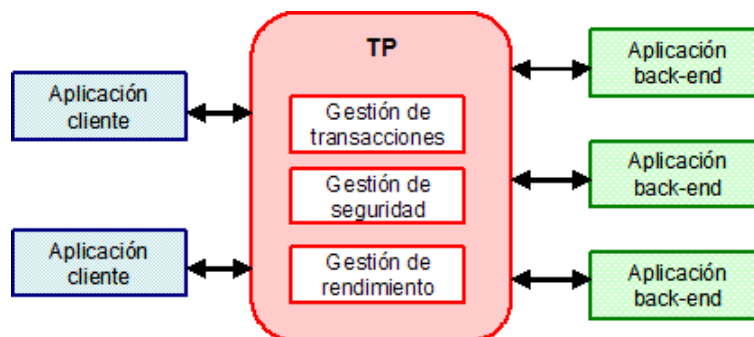 TP
Aplicación
cliente
Aplicación
cliente
Gestión de
transacciones
Gestión de
seguridad
Gestión de
rendimiento
Aplicación
back-end
Aplicación
back-end
Aplicación
back-end